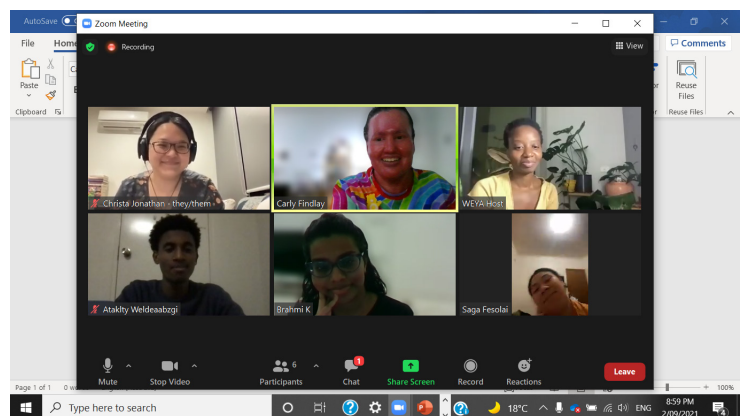 AutoSave
Zoom Meeting
File
Home
Recording
View
Comments
Paste
Clipboard
Reuse
Files
Reuse Files
Christa Jonathan - they/them
Carly Findlay
WEYA Host
Ataklty Weldeaabzgi
Brahmi K
Saga Fesolai
6
1
Mute
Stop Video
Participants
Chat
Share Screen
Record
Reactions
Leave
Page 1 of 1
100%
Type here to search
18°C
ENG
8:59 PM
2/09/2021
4